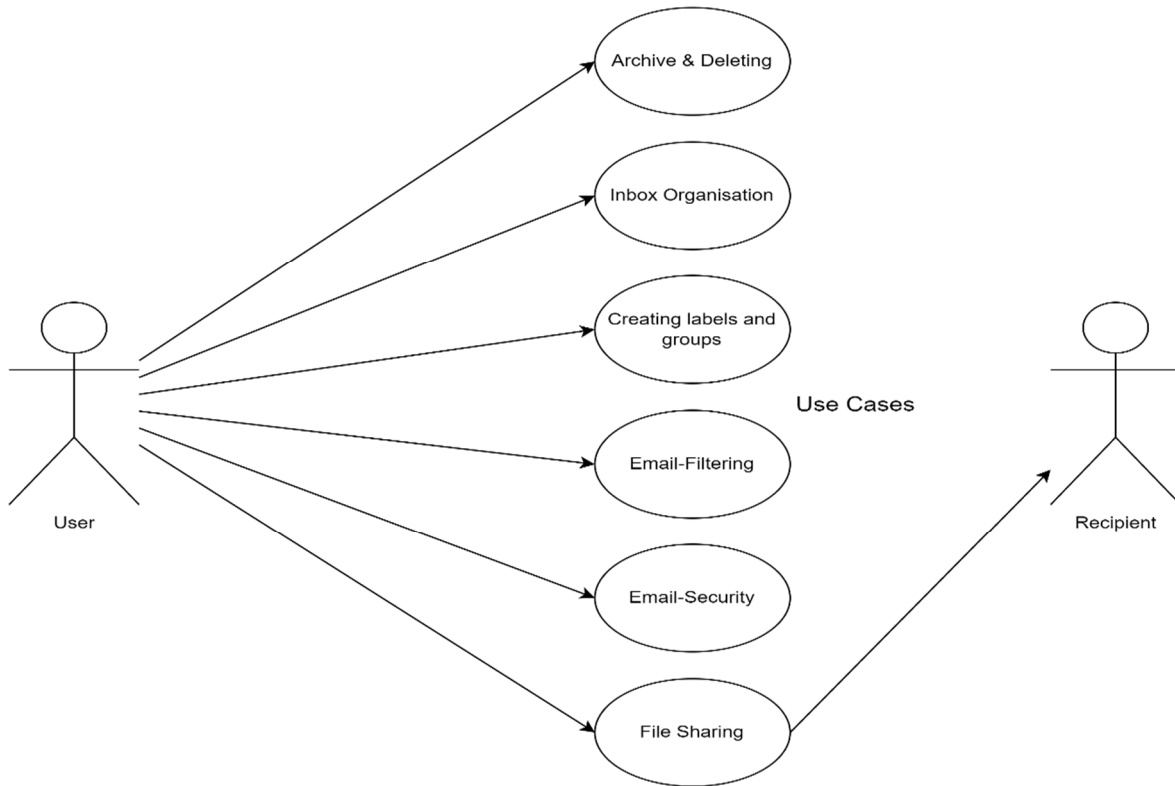 Archive & Deleting
Inbox Organisation
Creating labels and
groups
Use Cases
Email-Filtering
User
Recipient
Email-Security
File Sharing